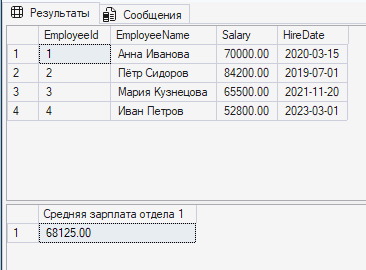 Результаты Сообщения
EmployeeId EmployeeName Salary HireDate
1 1 Анна Иванова 70000.00 2020-03-15
2 2 Пётр Сидоров 84200.00 2019-07-01
3 3 Мария Кузнецова 65500.00 2021-11-20
4 4 Иван Петров 52800.00 2023-03-01
Средняя зарплата отдела 1
1 68125.00